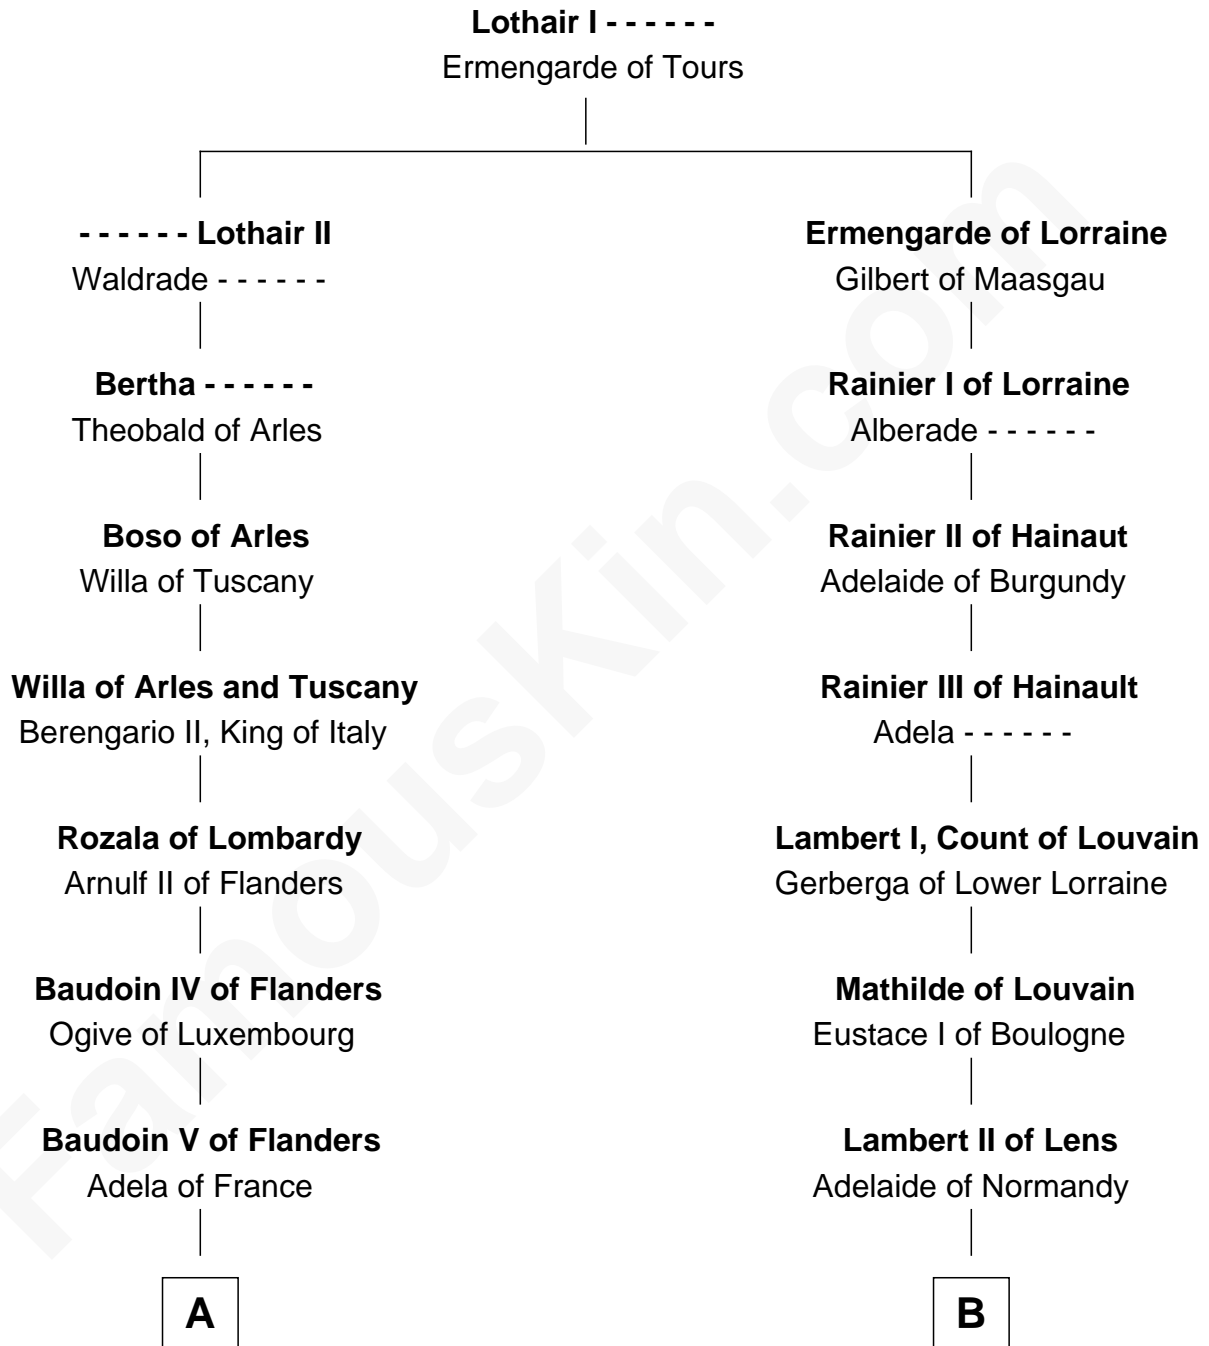 Lothair I - - - - - -
Ermengarde of Tours
- - - - - - Lothair II
Waldrade - - - - - -
Bertha - - - - - -
Theobald of Arles
Boso of Arles
Willa of Tuscany
Willa of Arles and Tuscany
Berengario II, King of Italy
Rozala of Lombardy
Arnulf II of Flanders
Baudoin IV of Flanders
Ogive of Luxembourg
Baudoin V of Flanders
Adela of France
A
Ermengarde of Lorraine
Gilbert of Maasgau
Rainier I of Lorraine
Alberade - - - - - -
Rainier II of Hainaut
Adelaide of Burgundy
Rainier III of Hainault
Adela - - - - - -
Lambert I, Count of Louvain
Gerberga of Lower Lorraine
Mathilde of Louvain
Eustace I of Boulogne
Lambert II of Lens
Adelaide of Normandy
B
FamousKin.com